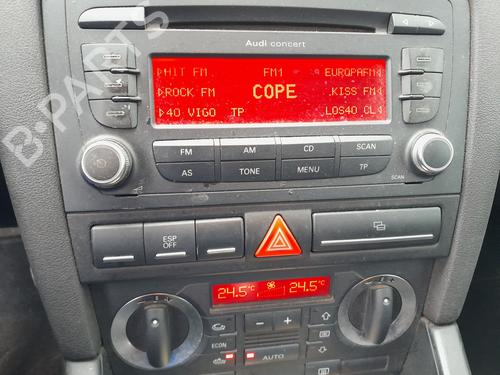 Audi concert
HIT FM FM1 EUROPAFM
ROCK FM COPE KISS FM
40 VIGO TP LOS40 CL
FM AM CD SCAN
AS TONE MENU TP
SCAN
ESP OFF
24.5°C 24.5°C
ECON AUTO
B-PARTS